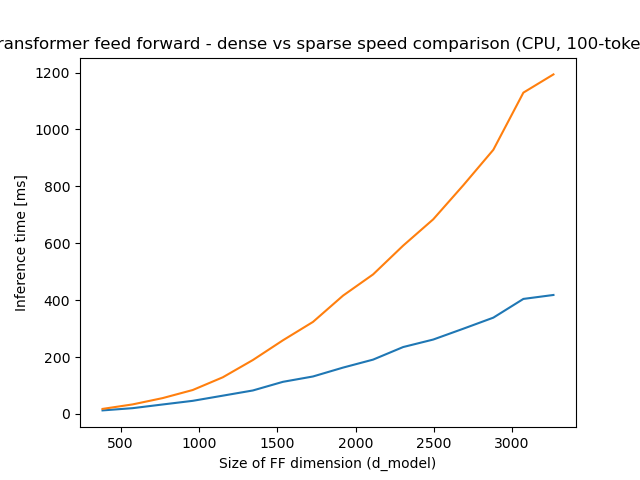 ransformer feed forward - dense vs sparse speed comparison (CPU, 100-toke
1200
1000
800
600
400
200
0
Inference time [ms]
500 1000 1500 2000 2500 3000
Size of FF dimension (d_model)